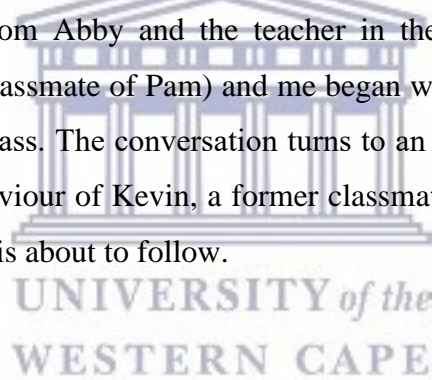 om Abby and the teacher in the
assmate of Pam) and me began w
ass. The conversation turns to an
viour of Kevin, a former classmat
is about to follow.
UNIVERSITY of the
WESTERN CAPE